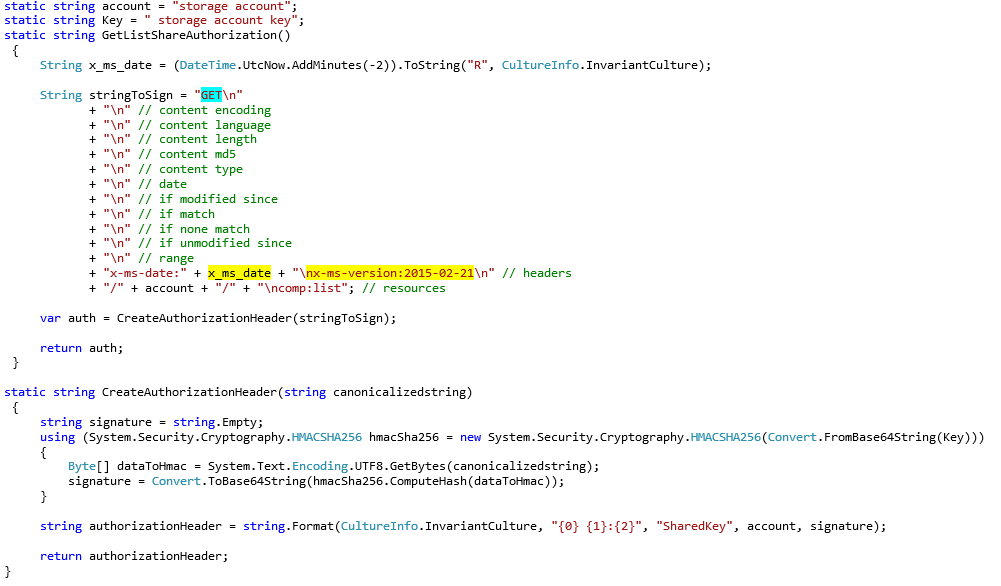 static string account = "storage account";
static string Key = " storage account key";
static string GetListShareAuthorization()
{
String x_ms_date = (DateTime.UtcNow.AddMinutes(-2)).ToString("R", CultureInfo.InvariantCulture);
String stringToSign = "GET\n"
+ "\n" // content encoding
+ "\n" // content language
+ "\n" // content length
+ "\n" // content md5
+ "\n" // content type
+ "\n" // date
+ "\n" // if modified since
+ "\n" // if match
+ "\n" // if none match
+ "\n" // if unmodified since
+ "\n" // range
+ "x-ms-date:" + x_ms_date + "\nx-ms-version:2015-02-21\n" // headers
+ "/" + account + "/" + "\ncomp:list"; // resources
var auth = CreateAuthorizationHeader(stringToSign);
return auth;
}
static string CreateAuthorizationHeader(string canonicalizedstring)
{
string signature = string.Empty;
using (System.Security.Cryptography.HMACSHA256 hmacSha256 = new System.Security.Cryptography.HMACSHA256(Convert.FromBase64String(Key)))
{
Byte[] dataToHmac = System.Text.Encoding.UTF8.GetBytes(canonicalizedstring);
signature = Convert.ToBase64String(hmacSha256.ComputeHash(dataToHmac));
}
string authorizationHeader = string.Format(CultureInfo.InvariantCulture, "{0} {1}:{2}", "SharedKey", account, signature);
return authorizationHeader;
}